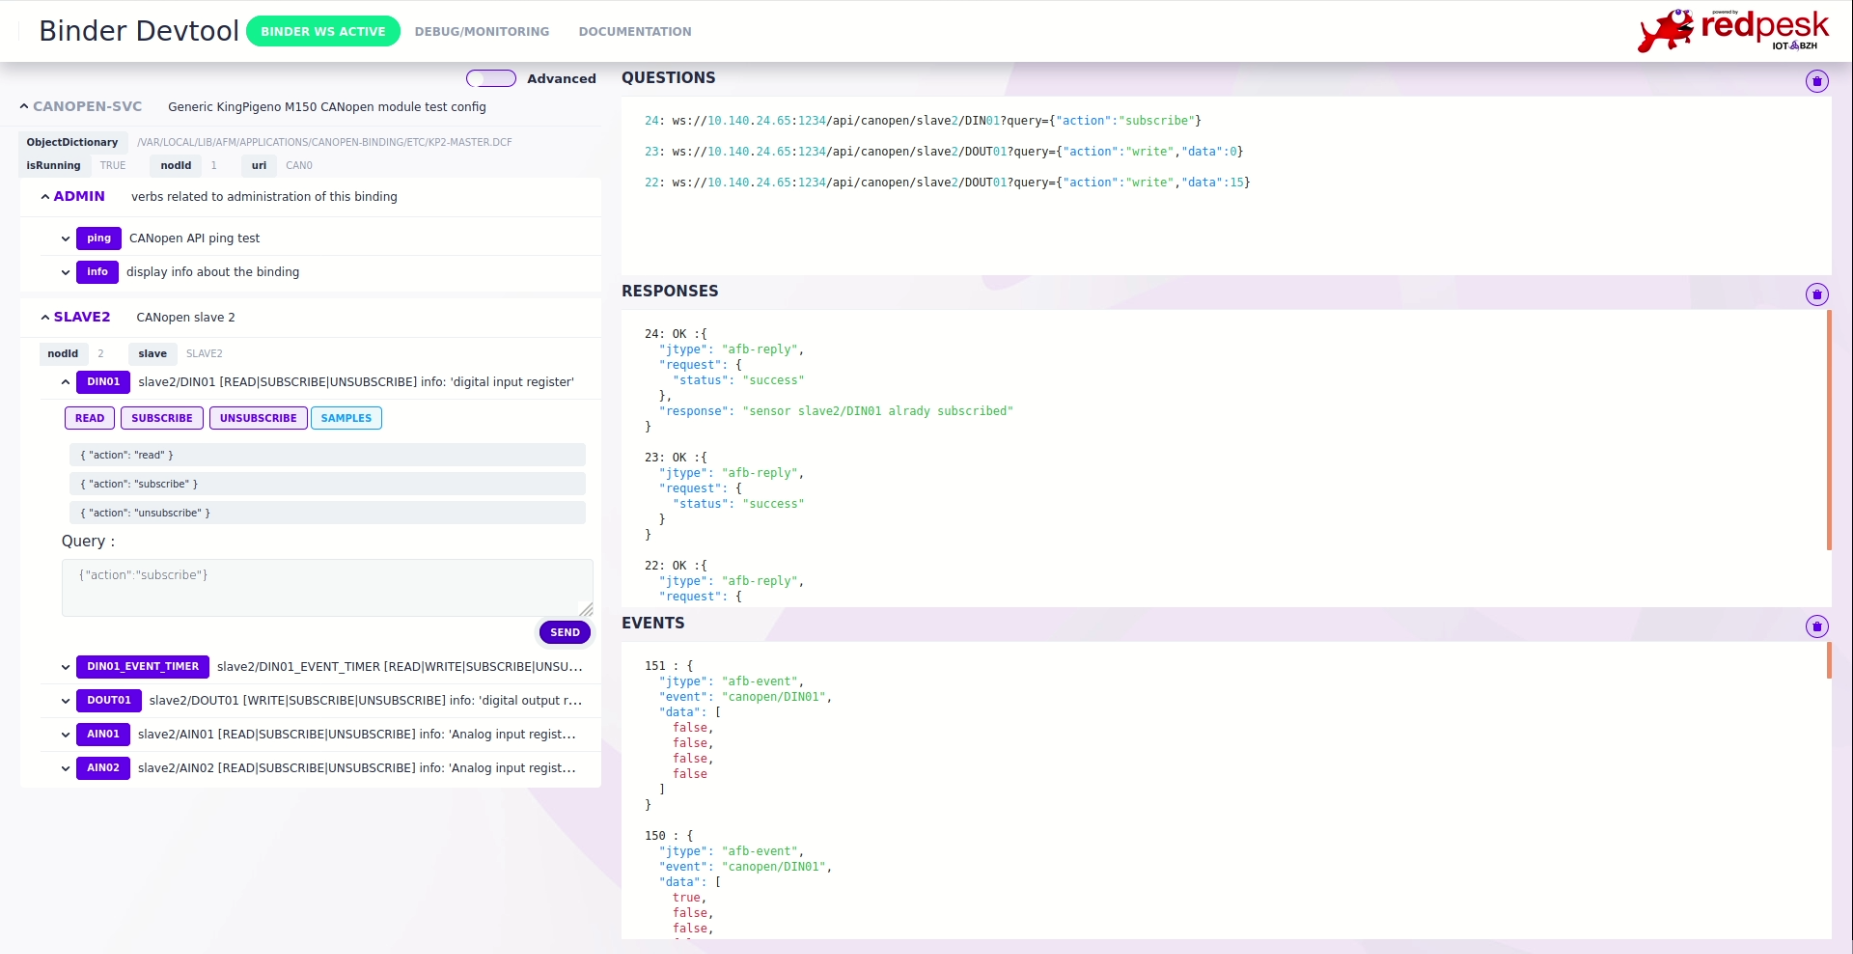 Binder Devtool
BINDER WS ACTIVE
DEBUG/MONITORING
DOCUMENTATION
powered by
redpesk
IOT BZH
Advanced
CANOPEN-SVC Generic KingPigeno M150 CANopen module test config
ObjectDictionary /VAR/LOCAL/LIB/AFM/APPLICATIONS/CANOPEN-BINDING/ETC/KP2-MASTER.DCF
isRunning TRUE nodId 1 uri CAN0
ADMIN verbs related to administration of this binding
ping CANopen API ping test
info display info about the binding
SLAVE2 CANopen slave 2
nodId 2 slave SLAVE2
DIN01 slave2/DIN01 [READ|SUBSCRIBE|UNSUBSCRIBE] info: 'digital input register'
READ SUBSCRIBE UNSUBSCRIBE SAMPLES
{ "action": "read" }
{ "action": "subscribe" }
{ "action": "unsubscribe" }
Query :
{"action":"subscribe"}
SEND
DIN01_EVENT_TIMER slave2/DIN01_EVENT_TIMER [READ|WRITE|SUBSCRIBE|UNSU...
DOUT01 slave2/DOUT01 [WRITE|SUBSCRIBE|UNSUBSCRIBE] info: 'digital output r...
AIN01 slave2/AIN01 [READ|SUBSCRIBE|UNSUBSCRIBE] info: 'Analog input regist...
AIN02 slave2/AIN02 [READ|SUBSCRIBE|UNSUBSCRIBE] info: 'Analog input regist...
QUESTIONS
24: ws://10.140.24.65:1234/api/canopen/slave2/DIN01?query={"action":"subscribe"}
23: ws://10.140.24.65:1234/api/canopen/slave2/DOUT01?query={"action":"write","data":0}
22: ws://10.140.24.65:1234/api/canopen/slave2/DOUT01?query={"action":"write","data":15}
RESPONSES
24: OK :{
"jtype": "afb-reply",
"request": {
"status": "success"
},
"response": "sensor slave2/DIN01 alrady subscribed"
}
23: OK :{
"jtype": "afb-reply",
"request": {
"status": "success"
}
}
22: OK :{
"jtype": "afb-reply",
"request": {
EVENTS
151 : {
"jtype": "afb-event",
"event": "canopen/DIN01",
"data": [
false,
false,
false,
false
]
}
150 : {
"jtype": "afb-event",
"event": "canopen/DIN01",
"data": [
true,
false,
false,